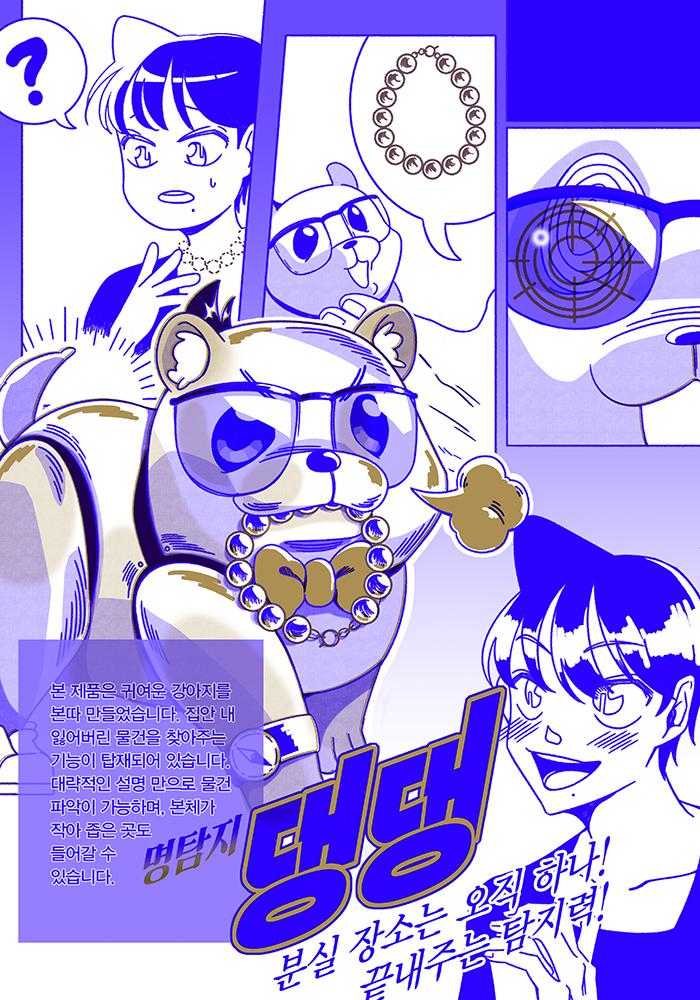 ?
본 제품은 귀여운 강아지를
본따 만들었습니다. 집안 내
잃어버린 물건을 찾아주는
기능이 탑재되어 있습니다.
대략적인 설명 만으로 물건
파악이 가능하며, 본체가
작아 좁은 곳도
들어갈 수
있습니다.
명탐지
댕댕
분실 장소는 오직 하나!
끝내주는 탐지력!